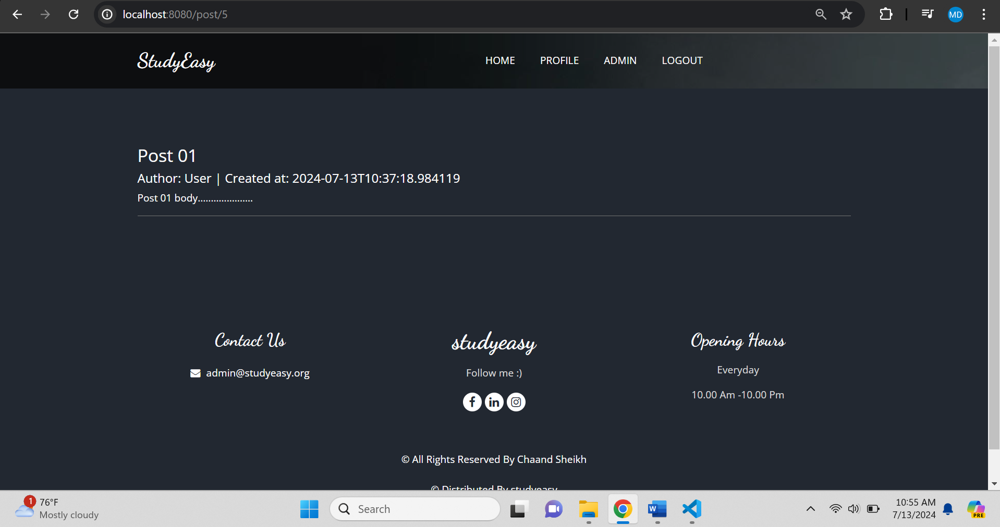 localhost:8080/post/5
MD
StudyEasy
HOME PROFILE ADMIN LOGOUT
Post 01
Author: User | Created at: 2024-07-13T10:37:18.984119
Post 01 body.....................
Contact Us
admin@studyeasy.org
studyeasy
Follow me :)
Opening Hours
Everyday
10.00 Am -10.00 Pm
© All Rights Reserved By Chaand Sheikh
© Distributed By studyeasy
1
76°F
Mostly cloudy
Search
W
10:55 AM
7/13/2024
PRE